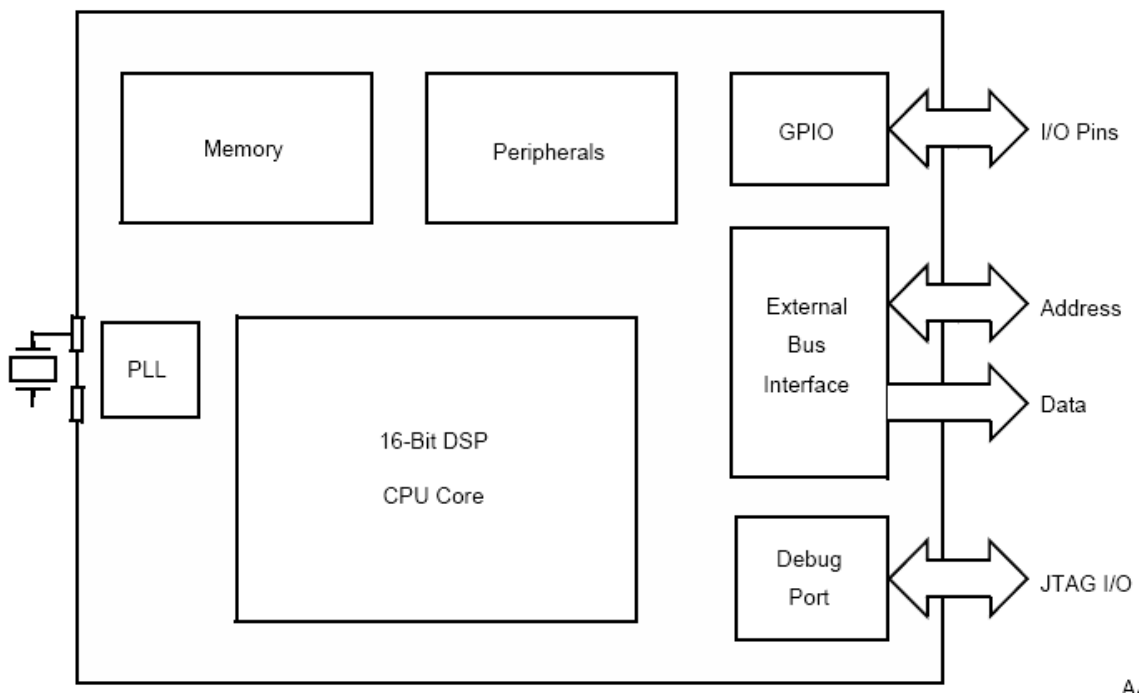 Memory
Peripherals
GPIO
I/O Pins
External
Bus
Interface
Address
Data
PLL
16-Bit DSP
CPU Core
Debug
Port
JTAG I/O